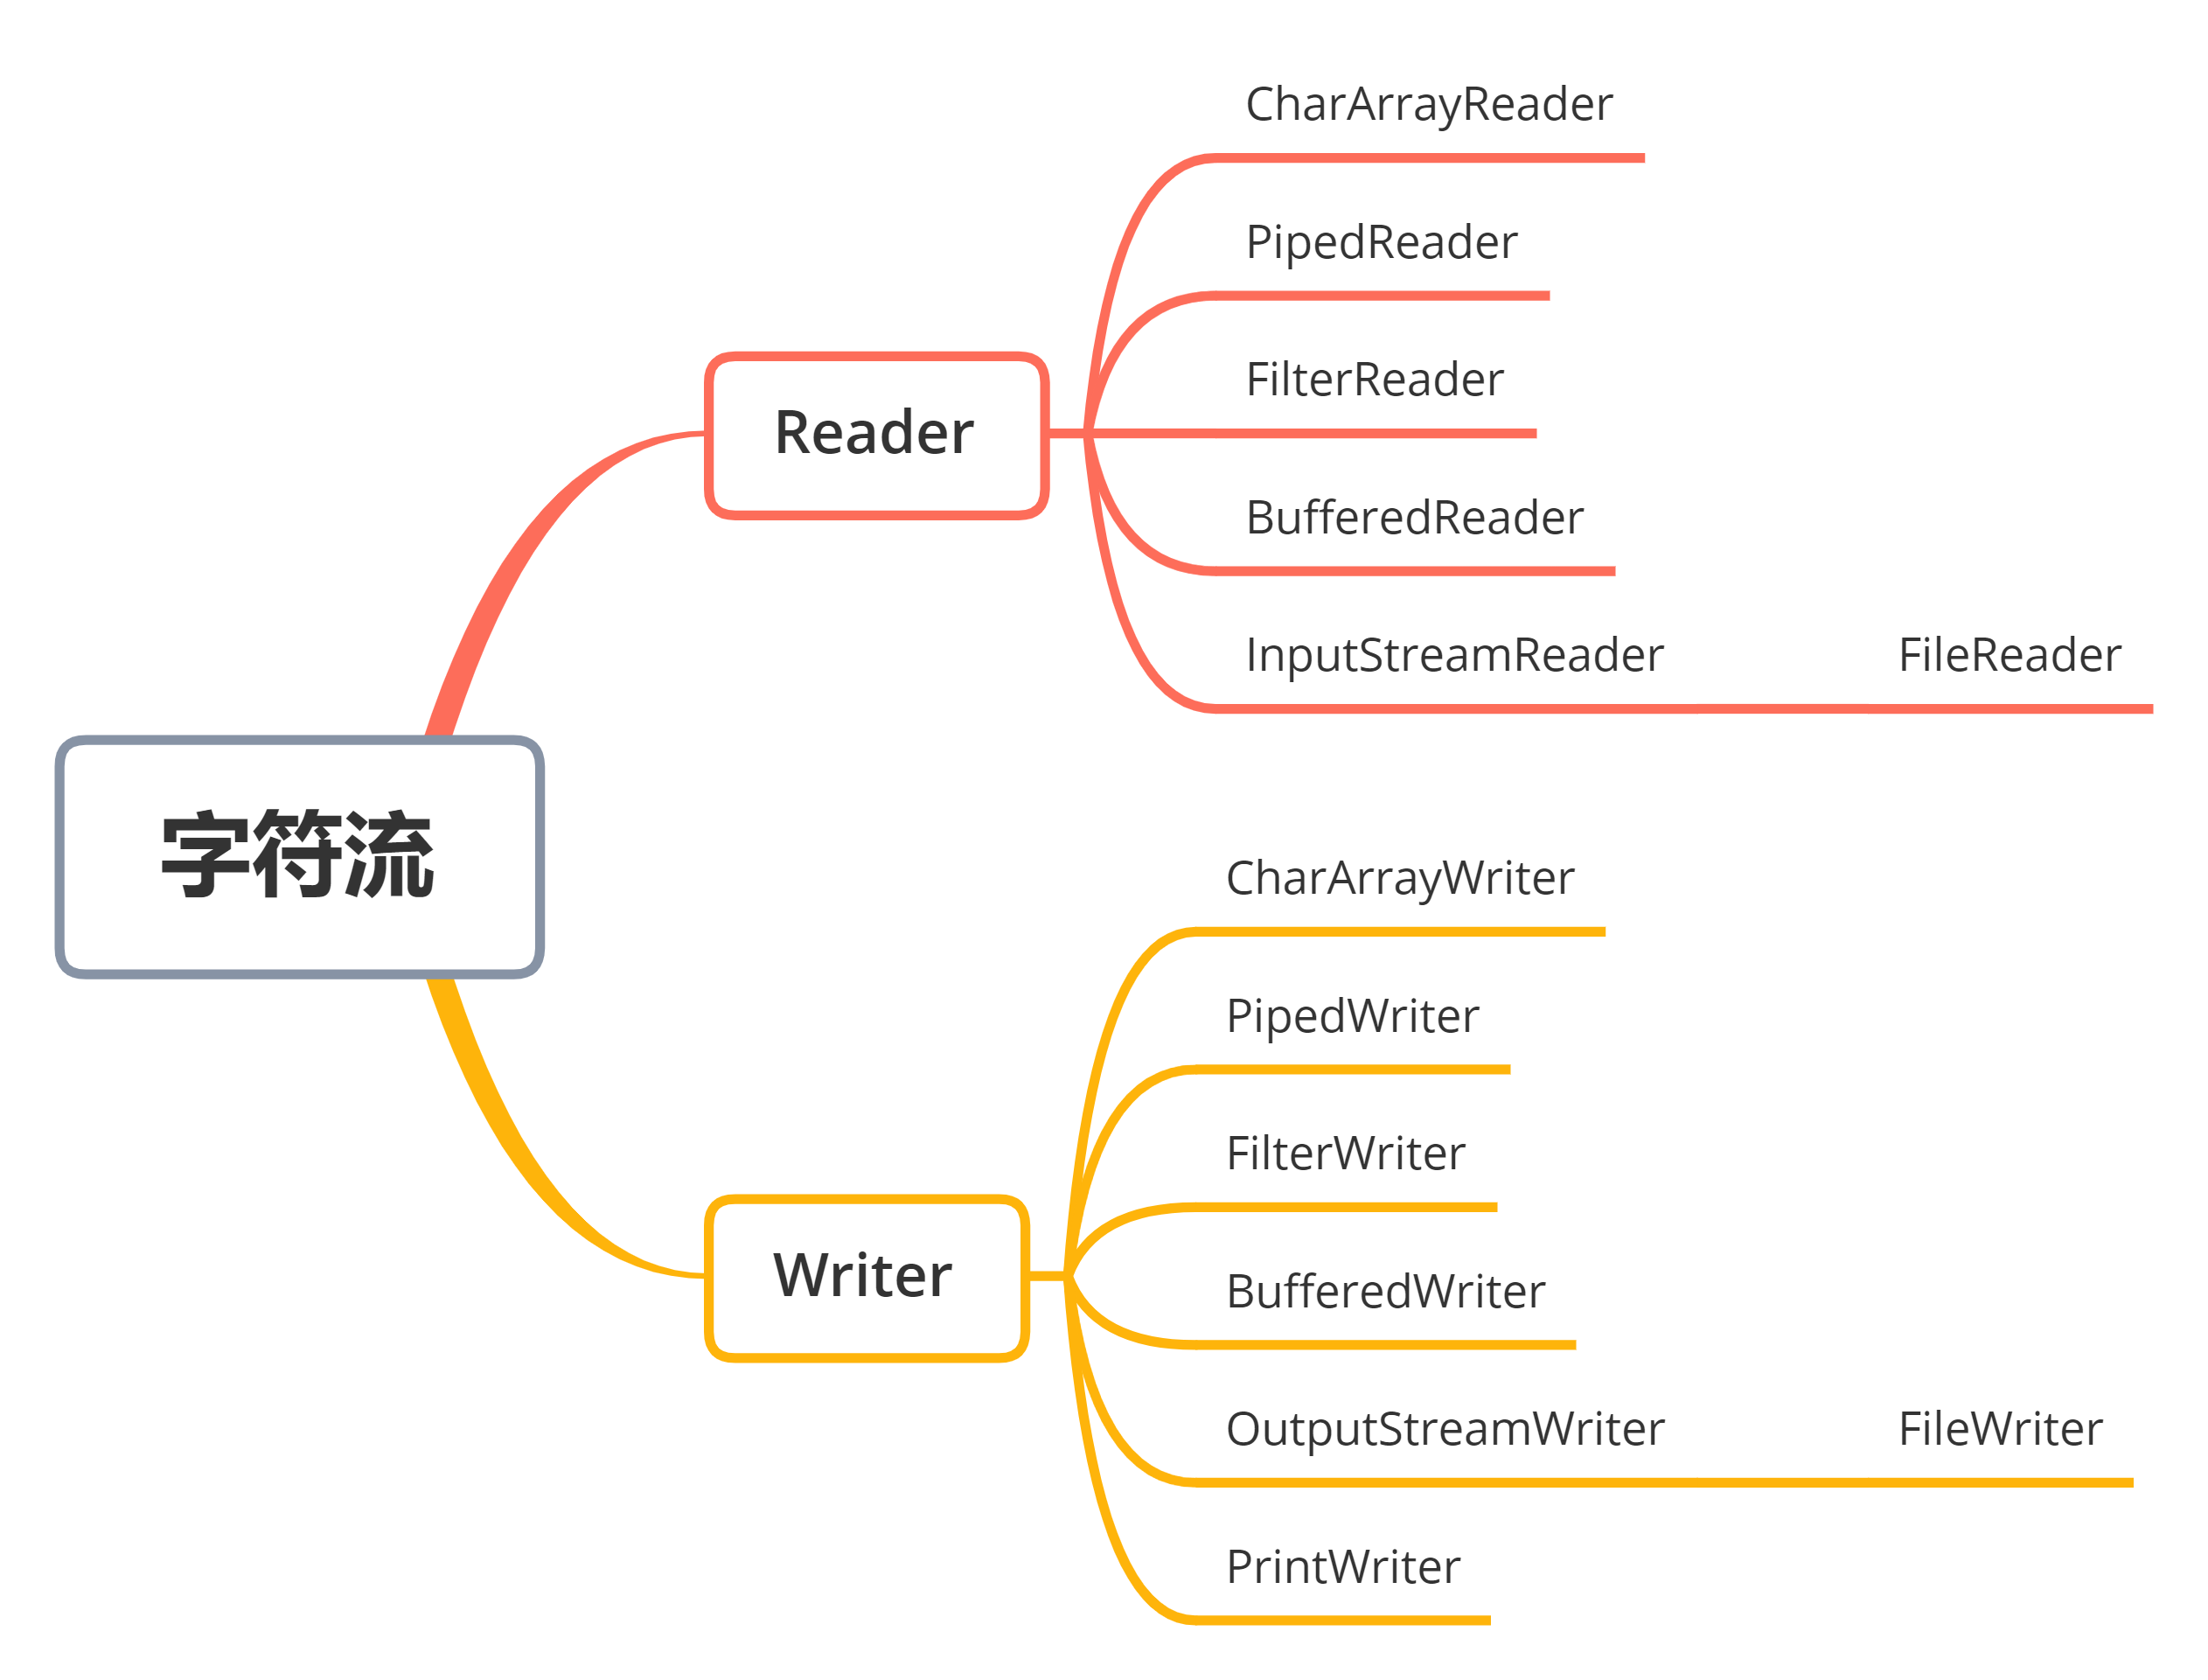 字符流
Reader
CharArrayReader
PipedReader
FilterReader
BufferedReader
InputStreamReader
FileReader
Writer
CharArrayWriter
PipedWriter
FilterWriter
BufferedWriter
OutputStreamWriter
FileWriter
PrintWriter